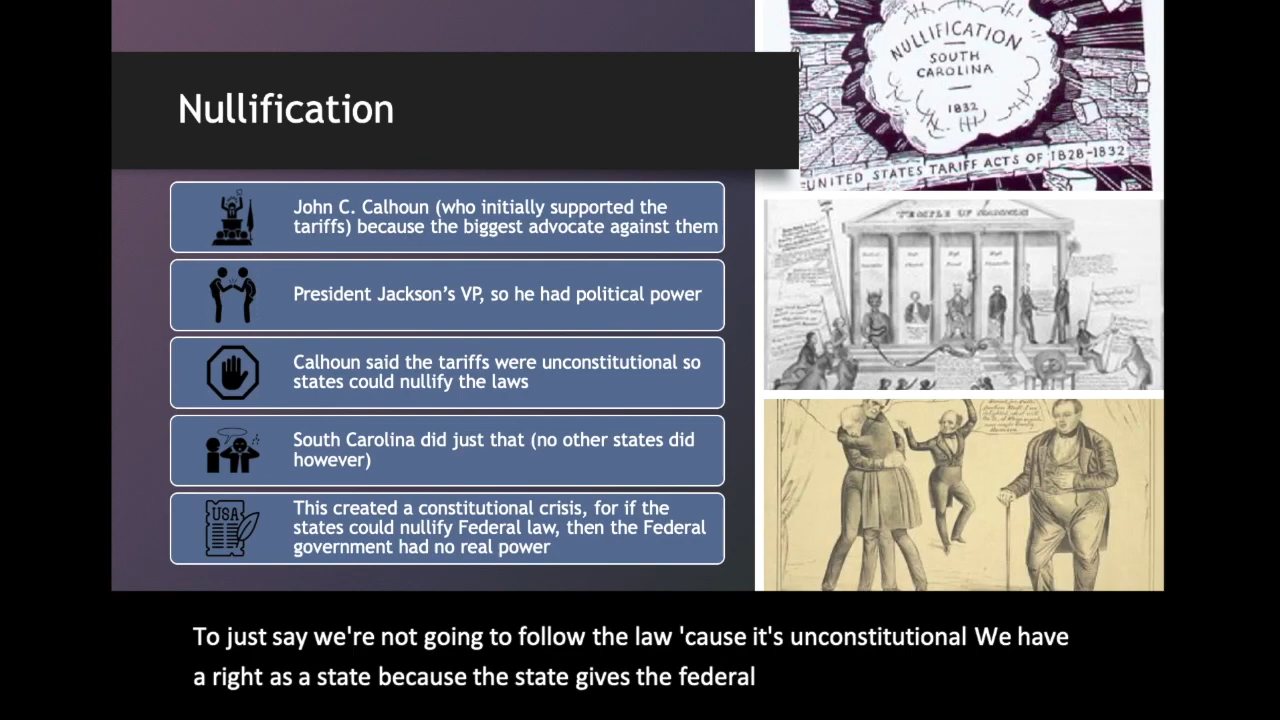 Nullification
John C. Calhoun (who initially supported the
tariffs) because the biggest advocate against them
President Jackson's VP, so he had political power
Calhoun said the tariffs were unconstitutional so
states could nullify the laws
South Carolina did just that (no other states did
however)
USA
This created a constitutional crisis, for if the
states could nullify Federal law, then the Federal
government had no real power
NULLIFICATION
SOUTH
CAROLINA
1832
UNITED STATES TARIFF ACTS OF 1828-1832
TEMPLE OF
To just say we're not going to follow the law 'cause it's unconstitutional We have
a right as a state because the state gives the federal